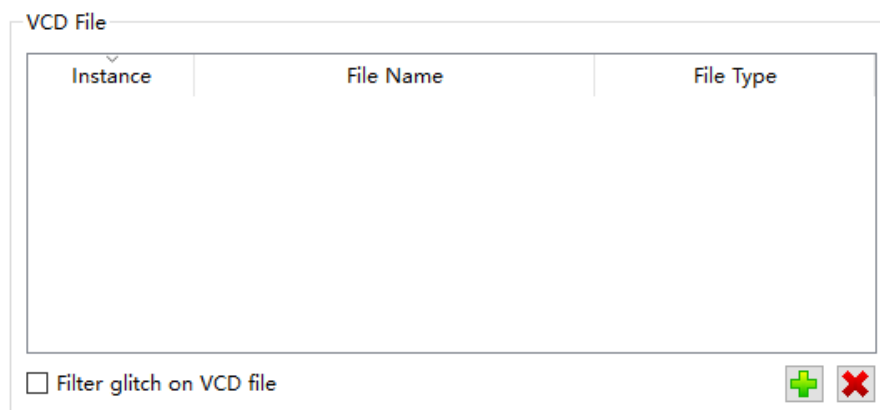 VCD File
Instance File Name File Type
Filter glitch on VCD file